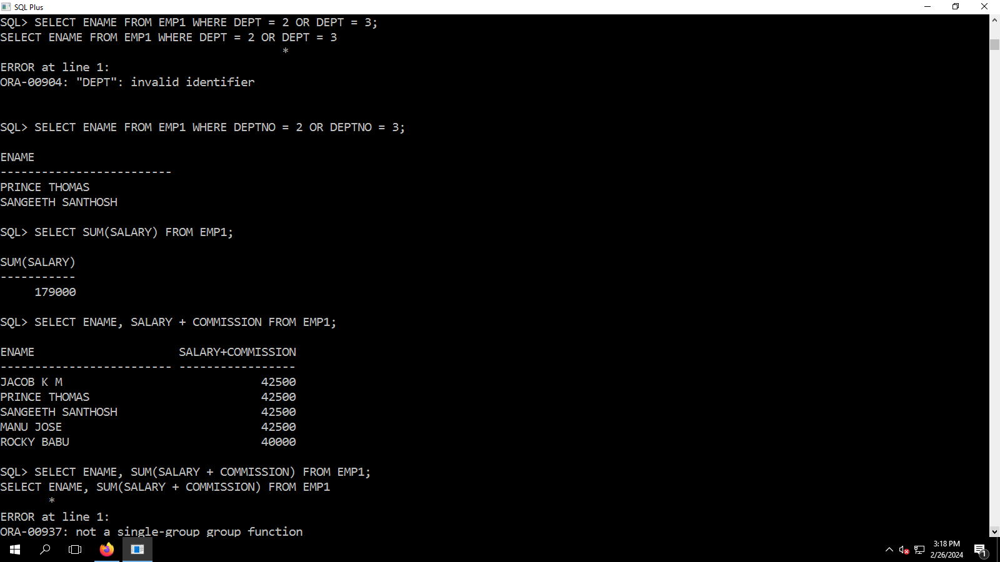 SQL Plus
SQL> SELECT ENAME FROM EMP1 WHERE DEPT = 2 OR DEPT = 3;
SELECT ENAME FROM EMP1 WHERE DEPT = 2 OR DEPT = 3
*
ERROR at line 1:
ORA-00904: "DEPT": invalid identifier
SQL> SELECT ENAME FROM EMP1 WHERE DEPTNO = 2 OR DEPTNO = 3;
ENAME
-------------------------
PRINCE THOMAS
SANGEETH SANTHOSH
SQL> SELECT SUM(SALARY) FROM EMP1;
SUM(SALARY)
-----------
179000
SQL> SELECT ENAME, SALARY + COMMISSION FROM EMP1;
ENAME                     SALARY+COMMISSION
------------------------- -----------------
JACOB K M                             42500
PRINCE THOMAS                         42500
SANGEETH SANTHOSH                     42500
MANU JOSE                             42500
ROCKY BABU                            40000
SQL> SELECT ENAME, SUM(SALARY + COMMISSION) FROM EMP1;
SELECT ENAME, SUM(SALARY + COMMISSION) FROM EMP1
*
ERROR at line 1:
ORA-00937: not a single-group group function
3:18 PM
2/26/2024
1